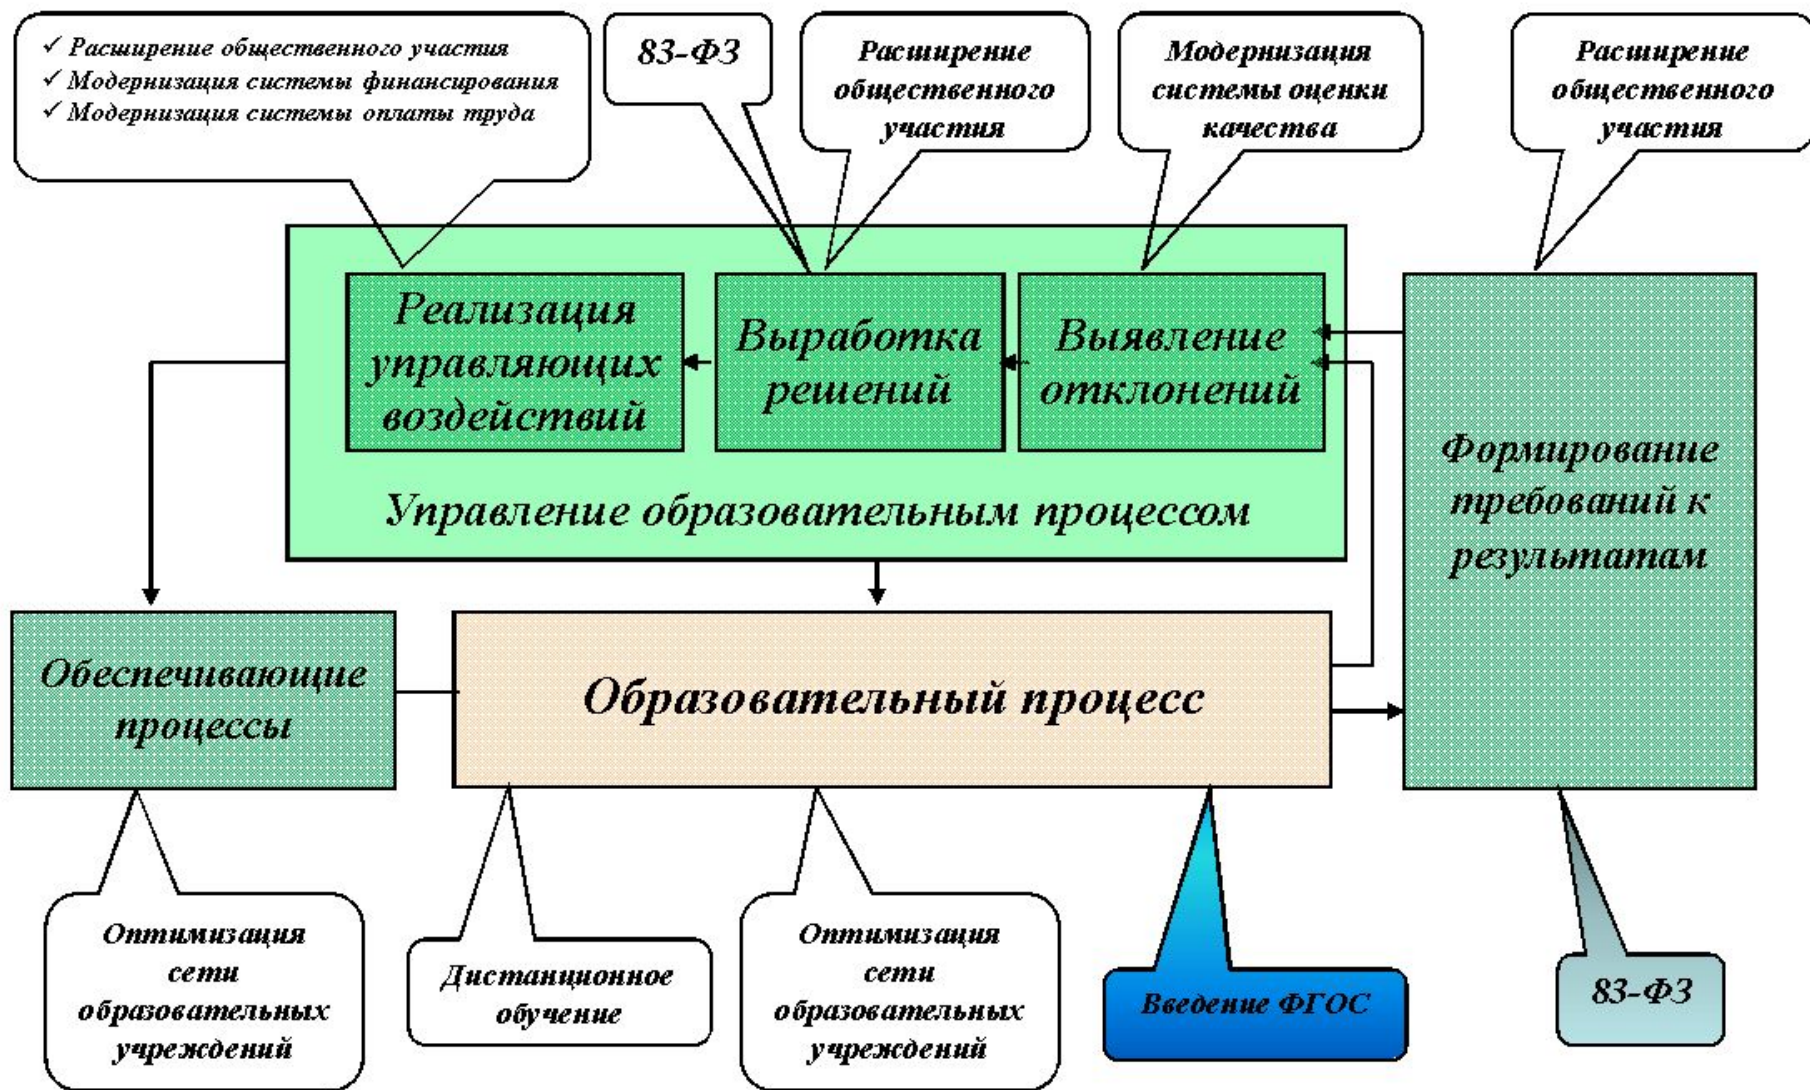 ✓ Расширение общественного участия
✓ Модернизация системы финансирования
✓ Модернизация системы оплаты труда
83-ФЗ
Расширение
общественного
участия
Модернизация
системы оценки
качества
Расширение
общественного
участия
Реализация
управляющих
воздействий
Выработка
решений
Выявление
отклонений
Управление образовательным процессом
Формирование
требований к
результатам
Обеспечивающие
процессы
Образовательный процесс
Оптимизация
сети
образовательных
учреждений
Дистанционное
обучение
Оптимизация
сети
образовательных
учреждений
Введение ФГОС
83-ФЗ